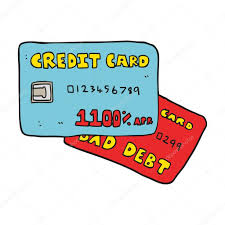 CREDIT CARD
0123456789
1100% APR
CARD
0299
BAD DEBT